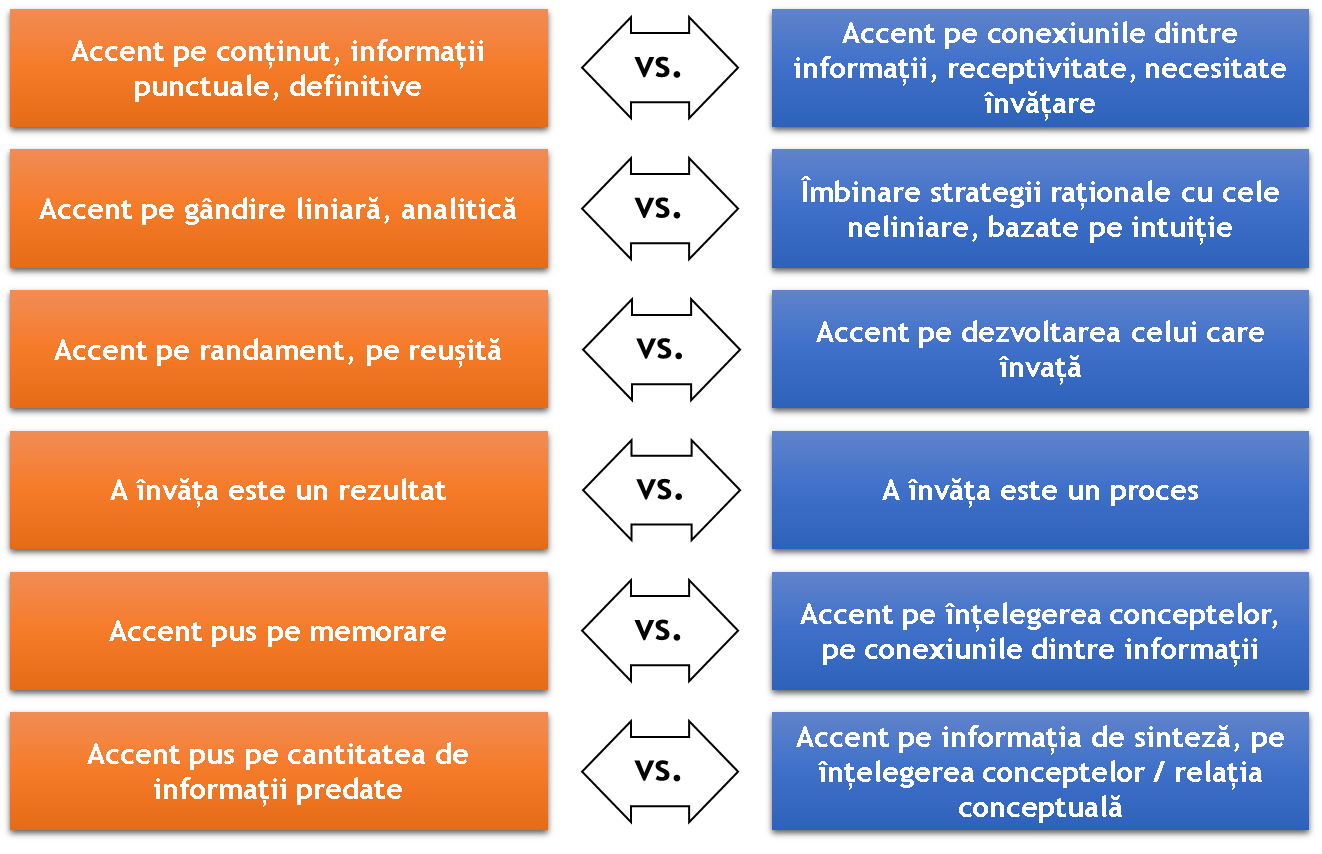 Accent pe conținut, informații
punctuale, definitive
vs.
Accent pe conexiunile dintre
informații, receptivitate, necesitate
învățare
Accent pe gândire liniară, analitică
vs.
Îmbinare strategii raționale cu cele
neliniare, bazate pe intuiție
Accent pe randament, pe reușită
vs.
Accent pe dezvoltarea celui care
învață
A învăța este un rezultat
vs.
A învăța este un proces
Accent pus pe memorare
vs.
Accent pe înțelegerea conceptelor,
pe conexiunile dintre informații
Accent pus pe cantitatea de
informații predate
vs.
Accent pe informația de sinteză, pe
înțelegerea conceptelor / relația
conceptuală